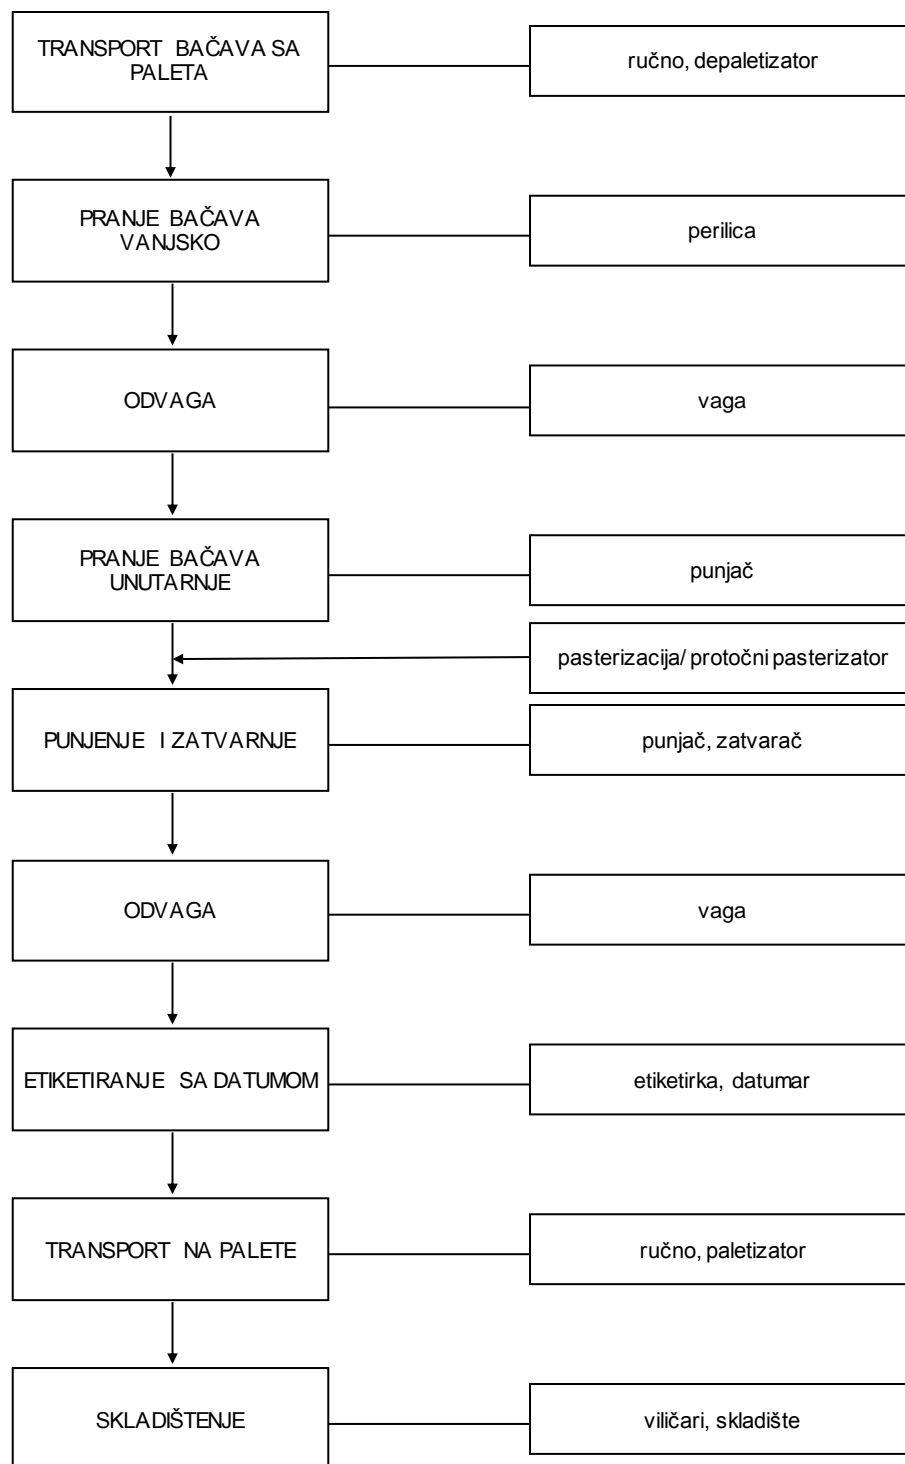 TRANSPORT BAČAVA SA
PALETA
ručno, depaletizator
PRANJE BAČAVA
VANJSKO
perilica
ODVAGA
vaga
PRANJE BAČAVA
UNUTARNJE
punjač
pasterizacija/ protočni pasterizator
PUNJENJE I ZATVARNJE
punjač, zatvarač
ODVAGA
vaga
ETIKETIRANJE SA DATUMOM
etiketirka, datumar
TRANSPORT NA PALETE
ručno, paletizator
SKLADIŠTENJE
viličari, skladište